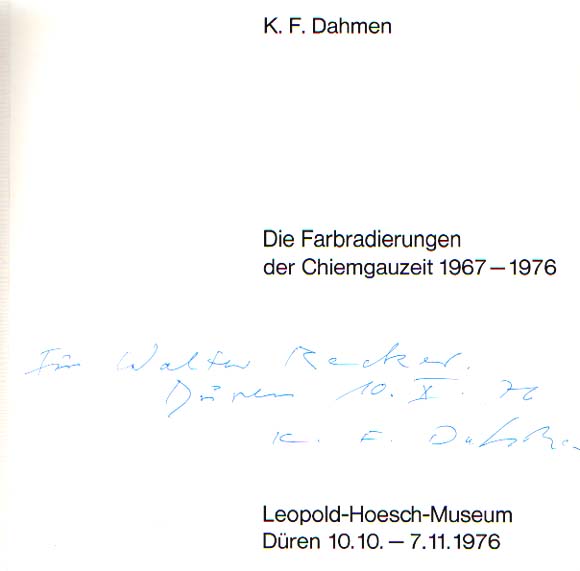 K. F. Dahmen
Die Farbradierungen
der Chiemgauzeit 1967 – 1976
Für Walter Recker.
Düren 10. X. 76
K. F. Dahmen
Leopold-Hoesch-Museum
Düren 10.10. – 7.11.1976